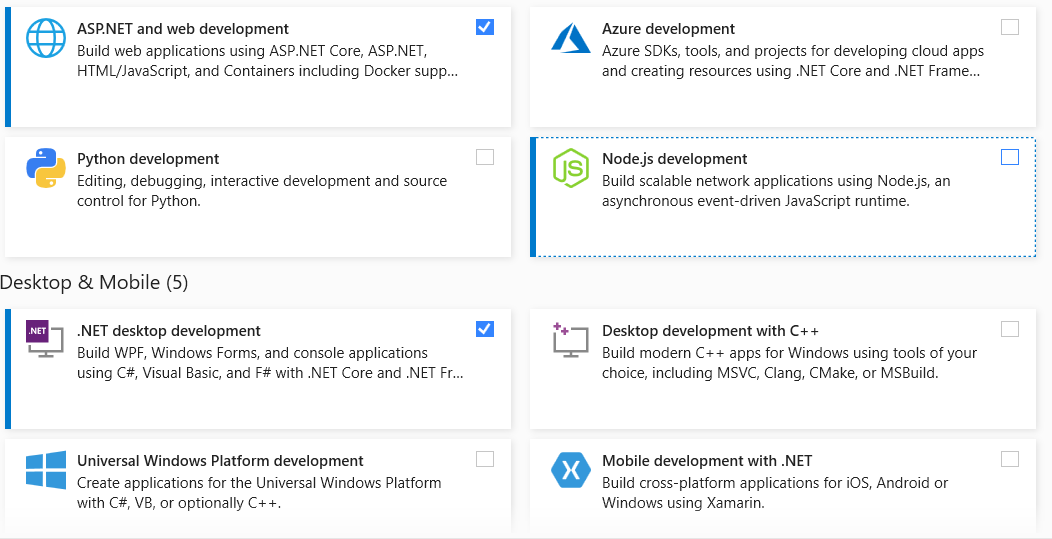 ASP.NET and web development
Build web applications using ASP.NET Core, ASP.NET,
HTML/JavaScript, and Containers including Docker supp...
Azure development
Azure SDKs, tools, and projects for developing cloud apps
and creating resources using .NET Core and .NET Frame...
Python development
Editing, debugging, interactive development and source
control for Python.
JS
Node.js development
Build scalable network applications using Node.js, an
asynchronous event-driven JavaScript runtime.
Desktop & Mobile (5)
.NET
.NET desktop development
Build WPF, Windows Forms, and console applications
using C#, Visual Basic, and F# with .NET Core and .NET Fr...
Desktop development with C++
Build modern C++ apps for Windows using tools of your
choice, including MSVC, Clang, CMake, or MSBuild.
Universal Windows Platform development
Create applications for the Universal Windows Platform
with C#, VB, or optionally C++.
Mobile development with .NET
Build cross-platform applications for iOS, Android or
Windows using Xamarin.